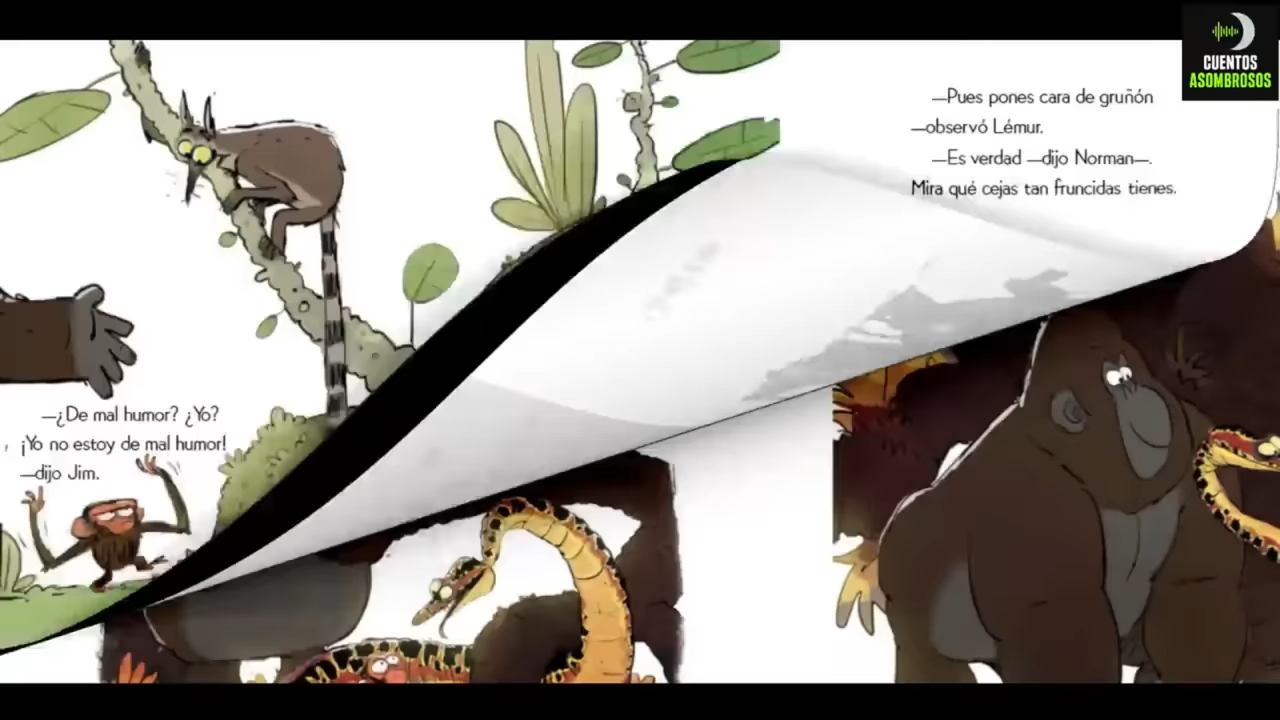 —¿De mal humor? ¿Yo?
¡Yo no estoy de mal humor!
—dijo Jim.
—Pues pones cara de gruñón
—observó Lémur.
—Es verdad —dijo Norman—.
Mira qué cejas tan fruncidas tienes.
CUENTOS
ASOMBROSOS